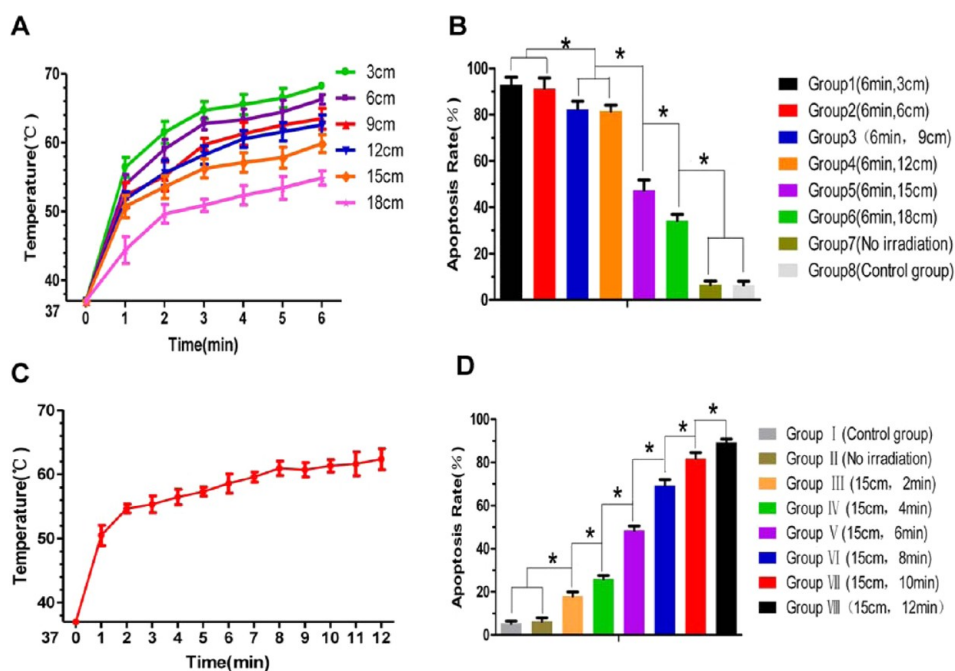 A
Temperature(℃)
70
60
50
40
37
0 1 2 3 4 5 6
Time(min)
3cm
6cm
9cm
12cm
15cm
18cm
B
Apoptosis Rate(%)
100
80
60
40
20
0
* * * *
Group1(6min,3cm)
Group2(6min,6cm)
Group3（6min，9cm)
Group4(6min,12cm)
Group5(6min,15cm)
Group6(6min,18cm)
Group7(No irradiation)
Group8(Control group)
C
Temperature(℃)
70
60
50
40
37
0 1 2 3 4 5 6 7 8 9 10 11 12
Time(min)
D
Apoptosis Rate(%)
100
80
60
40
20
0
* * * * * *
Group Ⅰ (Control group)
Group Ⅱ (No irradiation)
Group Ⅲ (15cm，2min)
Group Ⅳ (15cm，4min)
Group Ⅴ (15cm，6min)
Group Ⅵ (15cm，8min)
Group Ⅶ (15cm，10min)
Group Ⅷ（15cm，12min）